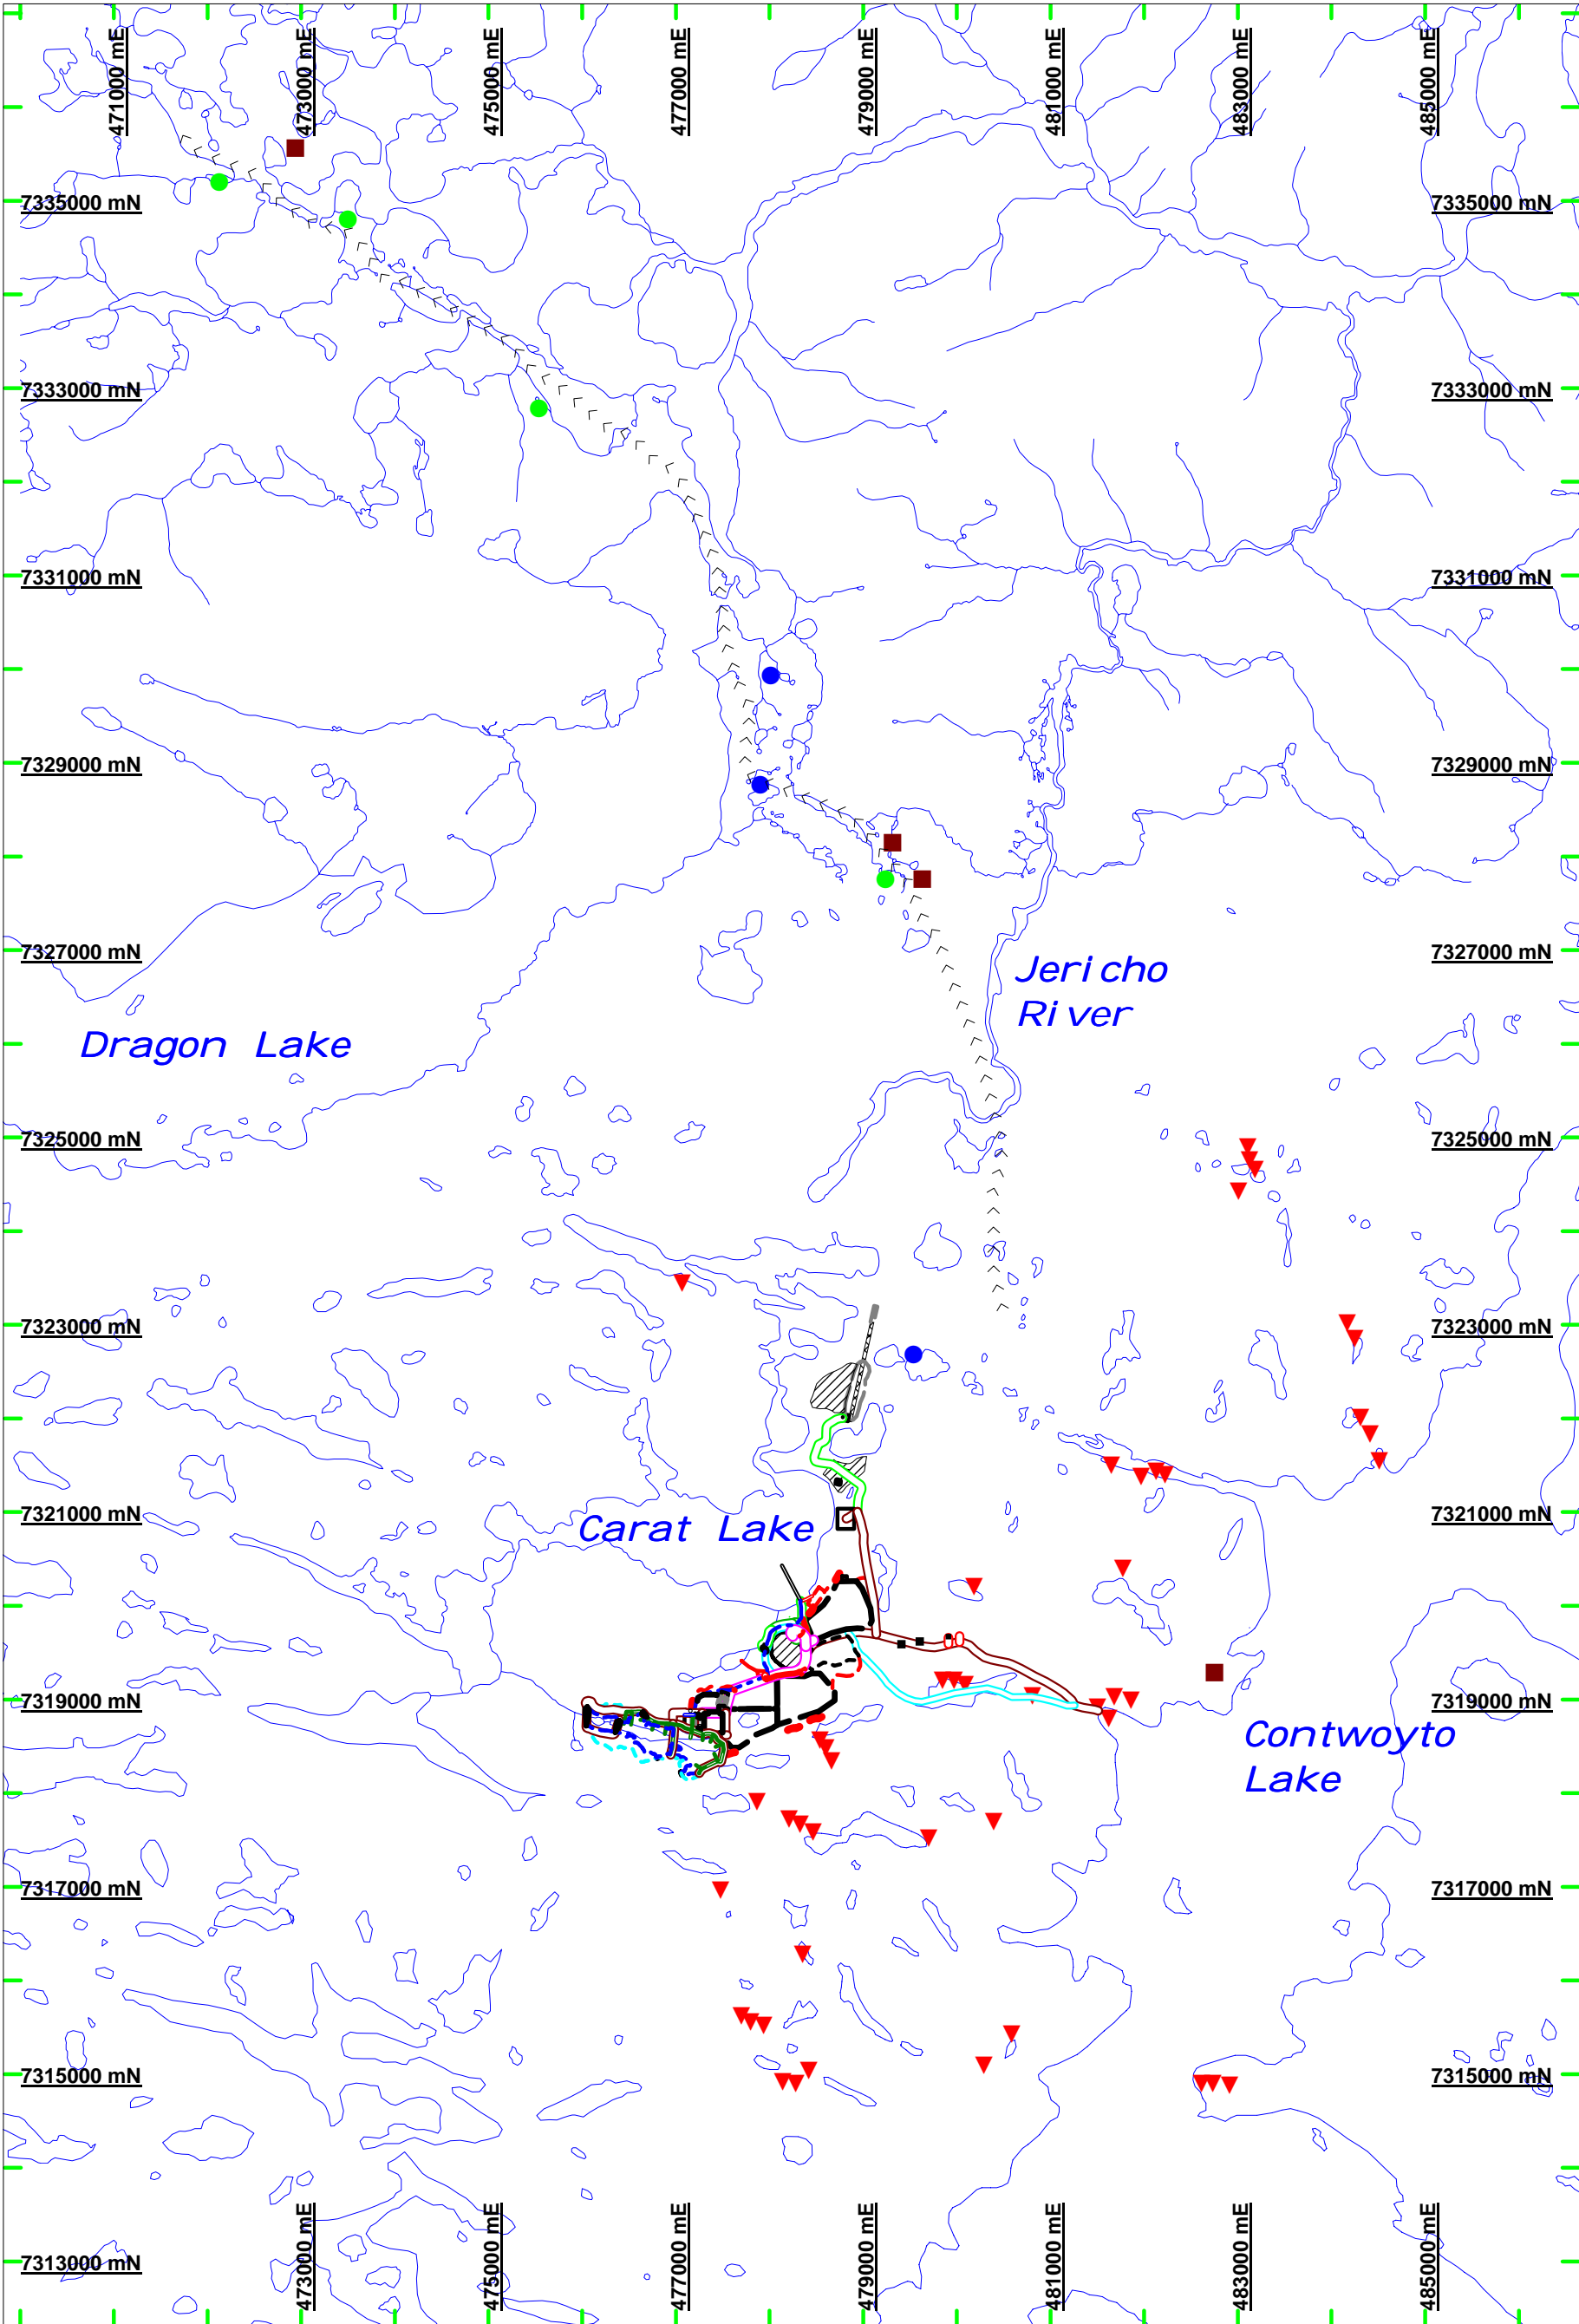 471000 mE
473000 mE
475000 mE
477000 mE
479000 mE
481000 mE
483000 mE
485000 mE
7335000 mN
7335000 mN
7333000 mN
7333000 mN
7331000 mN
7331000 mN
7329000 mN
7329000 mN
7327000 mN
7327000 mN
Jericho
River
Dragon Lake
7325000 mN
7325000 mN
7323000 mN
7323000 mN
7321000 mN
7321000 mN
Carat Lake
7319000 mN
7319000 mN
Contwoyto
Lake
7317000 mN
7317000 mN
7315000 mN
7315000 mN
7313000 mN
473000 mE
475000 mE
477000 mE
479000 mE
481000 mE
483000 mE
485000 mE